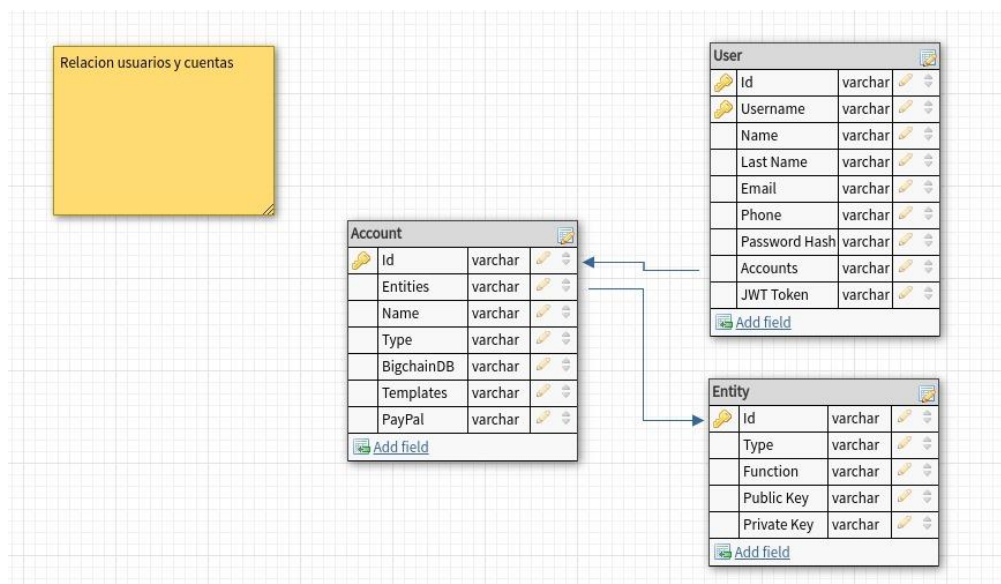 Relacion usuarios y cuentas
User
Id varchar
Username varchar
Name varchar
Last Name varchar
Email varchar
Phone varchar
Password Hash varchar
Accounts varchar
JWT Token varchar
Add field
Account
Id varchar
Entities varchar
Name varchar
Type varchar
BigchainDB varchar
Templates varchar
PayPal varchar
Add field
Entity
Id varchar
Type varchar
Function varchar
Public Key varchar
Private Key varchar
Add field